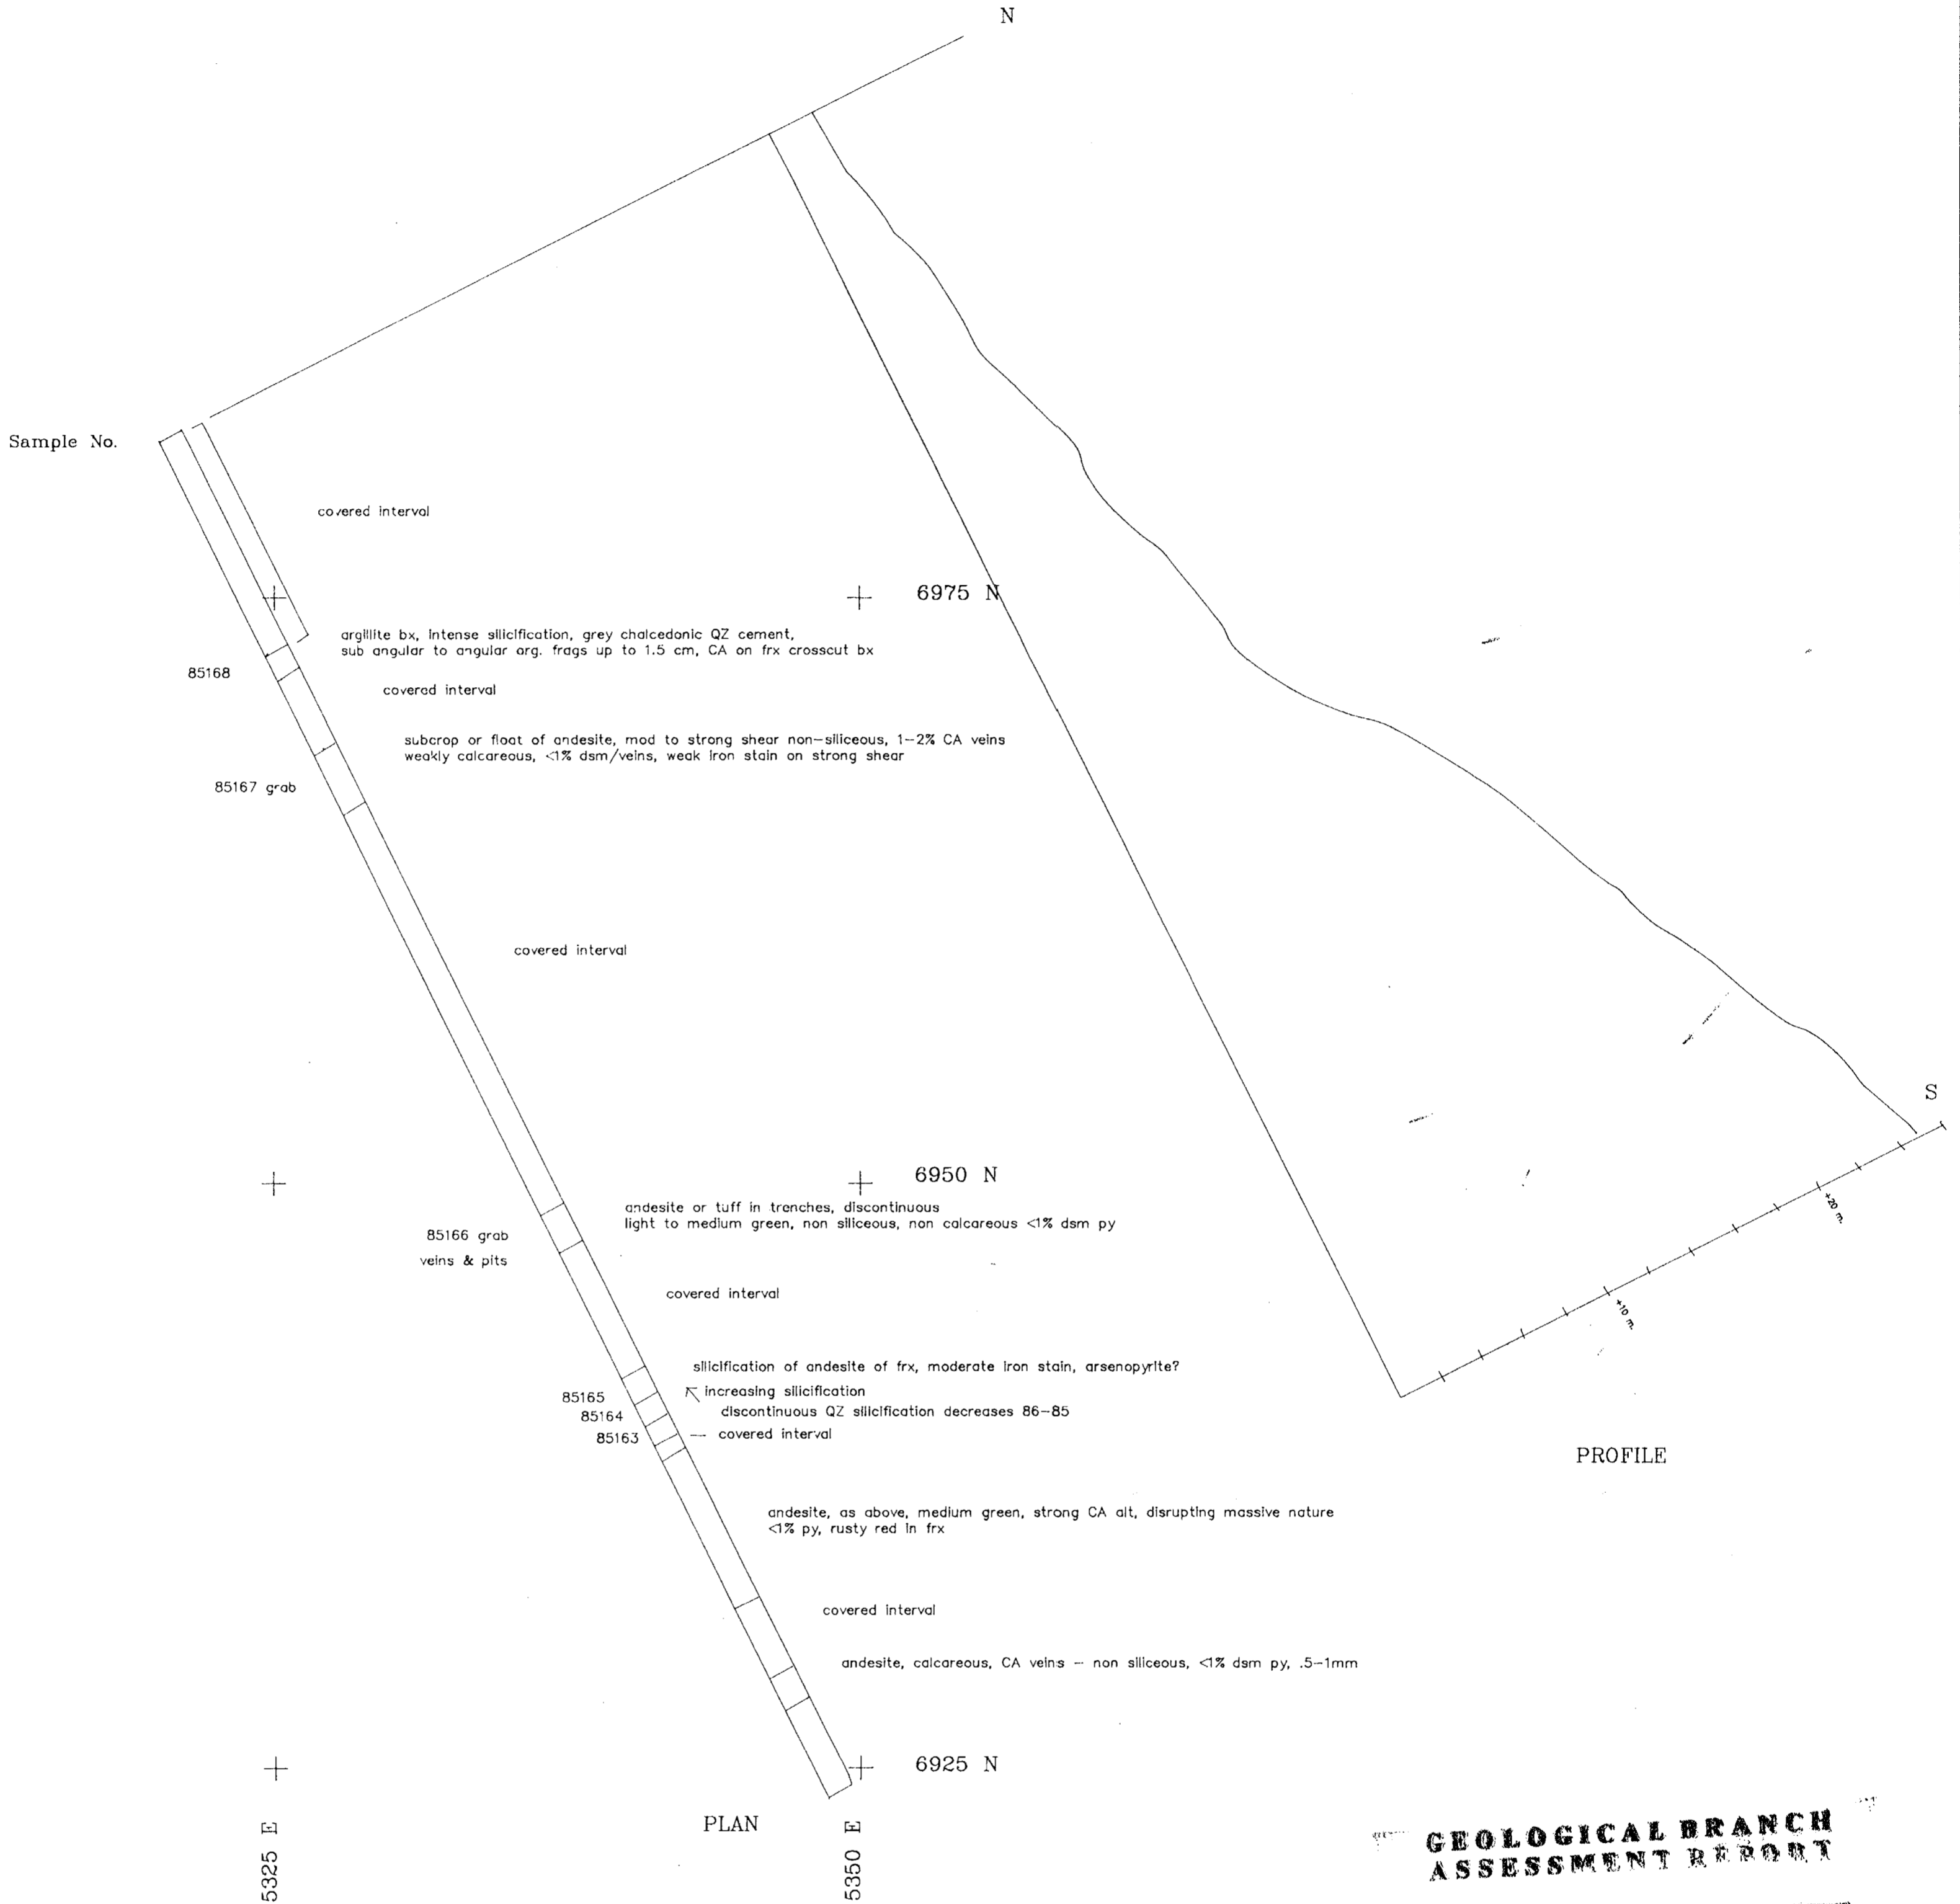 N
Sample No.
covered interval
6975 N
argillite bx, intense silicification, grey chalcedonic QZ cement,
sub angular to angular arg. frags up to 1.5 cm, CA on frx crosscut bx
85168
covered interval
subcrop or float of andesite, mod to strong shear non-siliceous, 1-2% CA veins
weakly calcareous, <1% dsm/veins, weak iron stain on strong shear
85167 grab
covered interval
S
6950 N
andesite or tuff in trenches, discontinuous
light to medium green, non siliceous, non calcareous <1% dsm py
85166 grab
veins & pits
+20 m.
covered interval
+10 m.
silicification of andesite of frx, moderate iron stain, arsenopyrite?
increasing silicification
85165
discontinuous QZ silicification decreases 86-85
85164
covered interval
85163
PROFILE
andesite, as above, medium green, strong CA alt, disrupting massive nature
<1% py, rusty red in frx
covered interval
andesite, calcareous, CA veins - non siliceous, <1% dsm py, .5-1mm
6925 N
PLAN
5325 E
5350 E
GEOLOGICAL BRANCH
ASSESSMENT REPORT